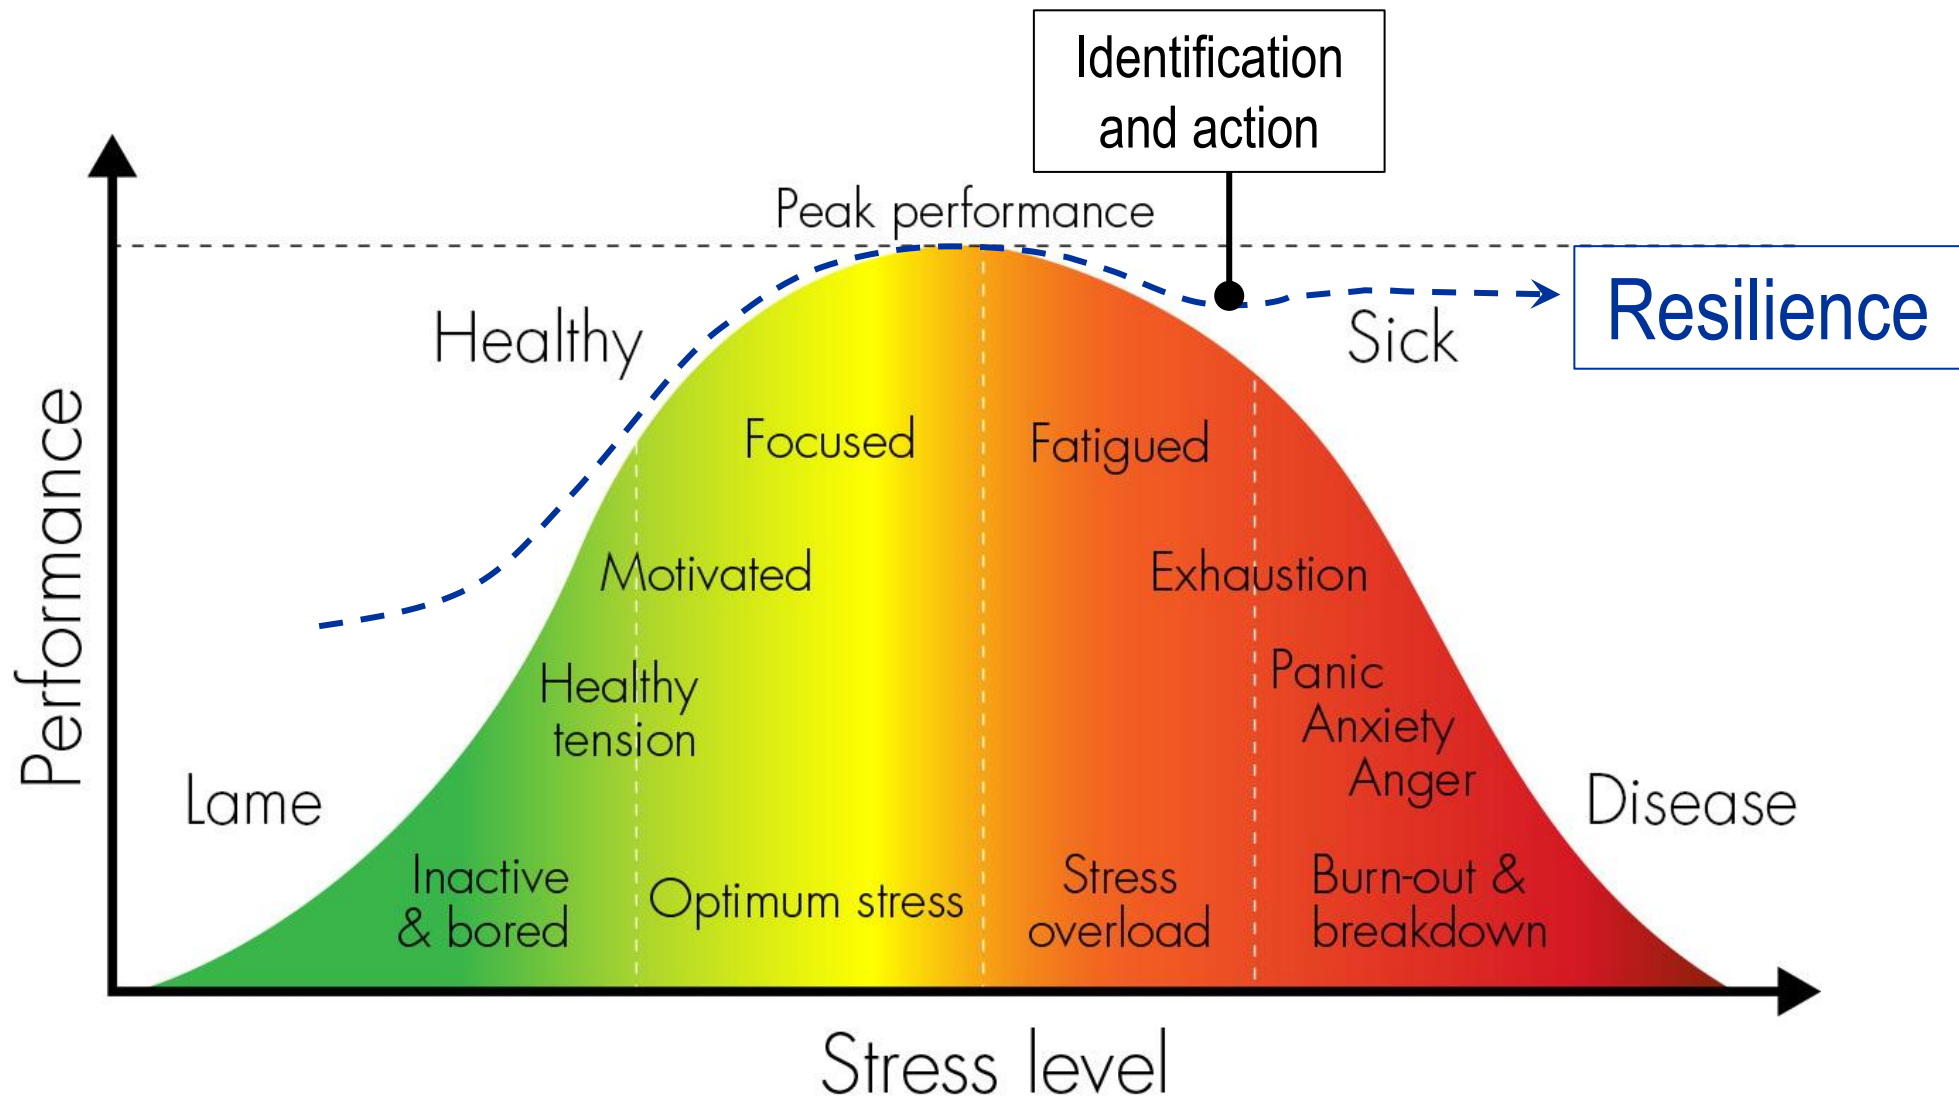 Identification
and action
Peak performance
Resilience
Healthy
Sick
Performance
Focused
Fatigued
Motivated
Exhaustion
Healthy
tension
Panic
Anxiety
Anger
Lame
Disease
Inactive
& bored
Optimum stress
Stress
overload
Burn-out &
breakdown
Stress level